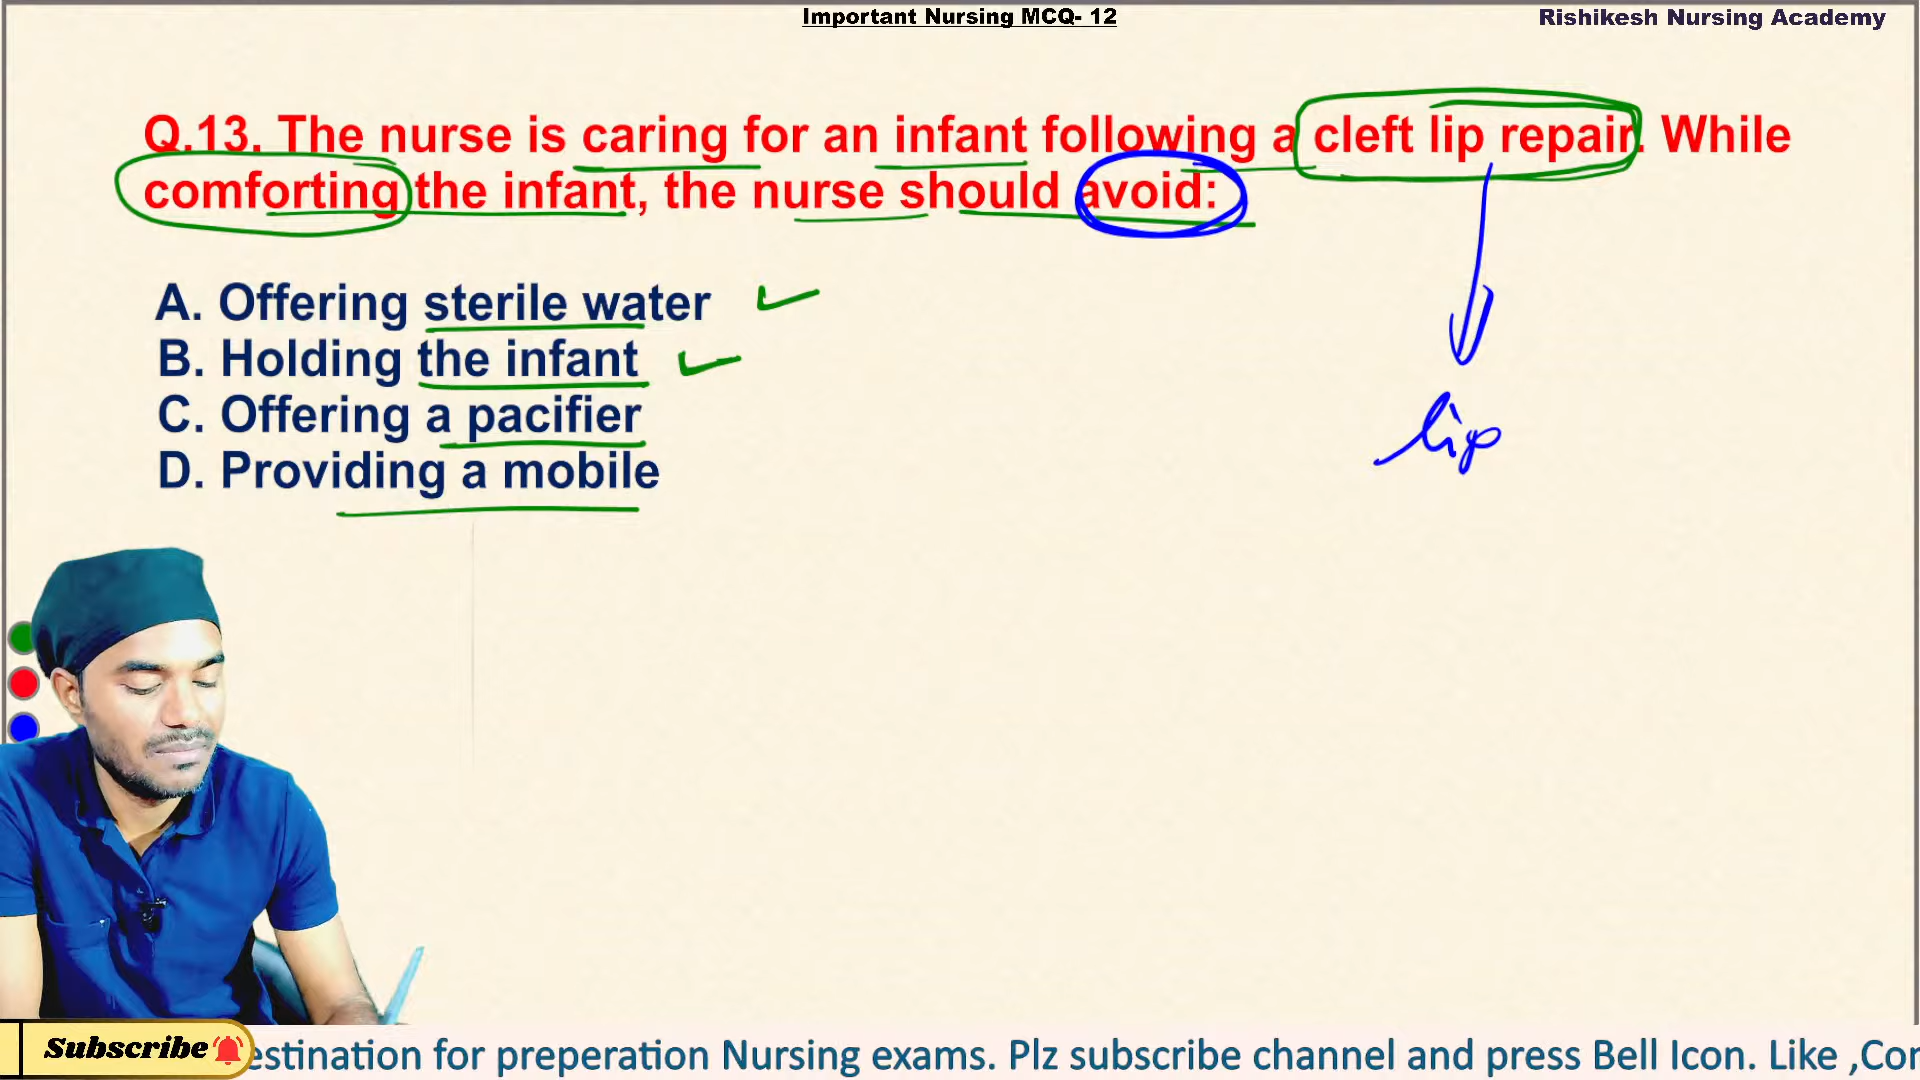 Important Nursing MCQ- 12
Rishikesh Nursing Academy
Q.13. The nurse is caring for an infant following a cleft lip repair. While
comforting the infant, the nurse should avoid:
A. Offering sterile water
B. Holding the infant
C. Offering a pacifier
D. Providing a mobile
lip
Subscribe
estination for preperation Nursing exams. Plz subscribe channel and press Bell Icon. Like ,Cor